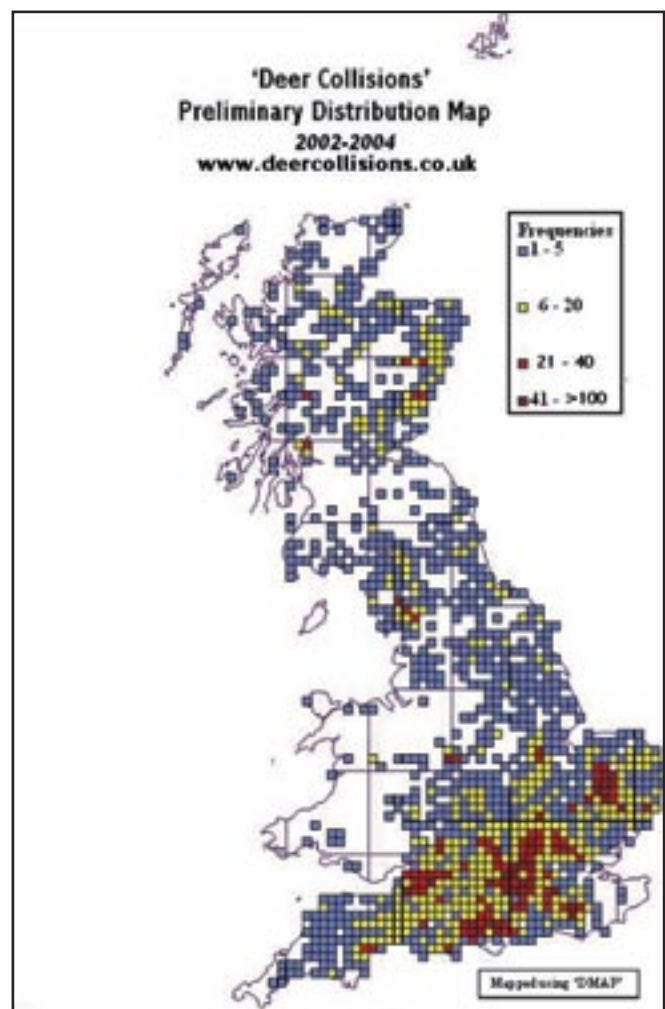 'Deer Collisions'
Preliminary Distribution Map
2002-2004
www.deercollisions.co.uk
Frequencies
1 - 5
6 - 20
21 - 40
41 - >100
Mapped using 'DMAP'